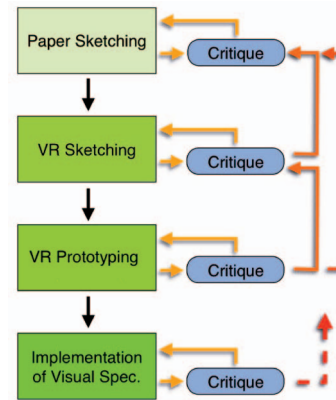 Paper Sketching
Critique
VR Sketching
Critique
VR Prototyping
Critique
Implementation
of Visual Spec.
Critique